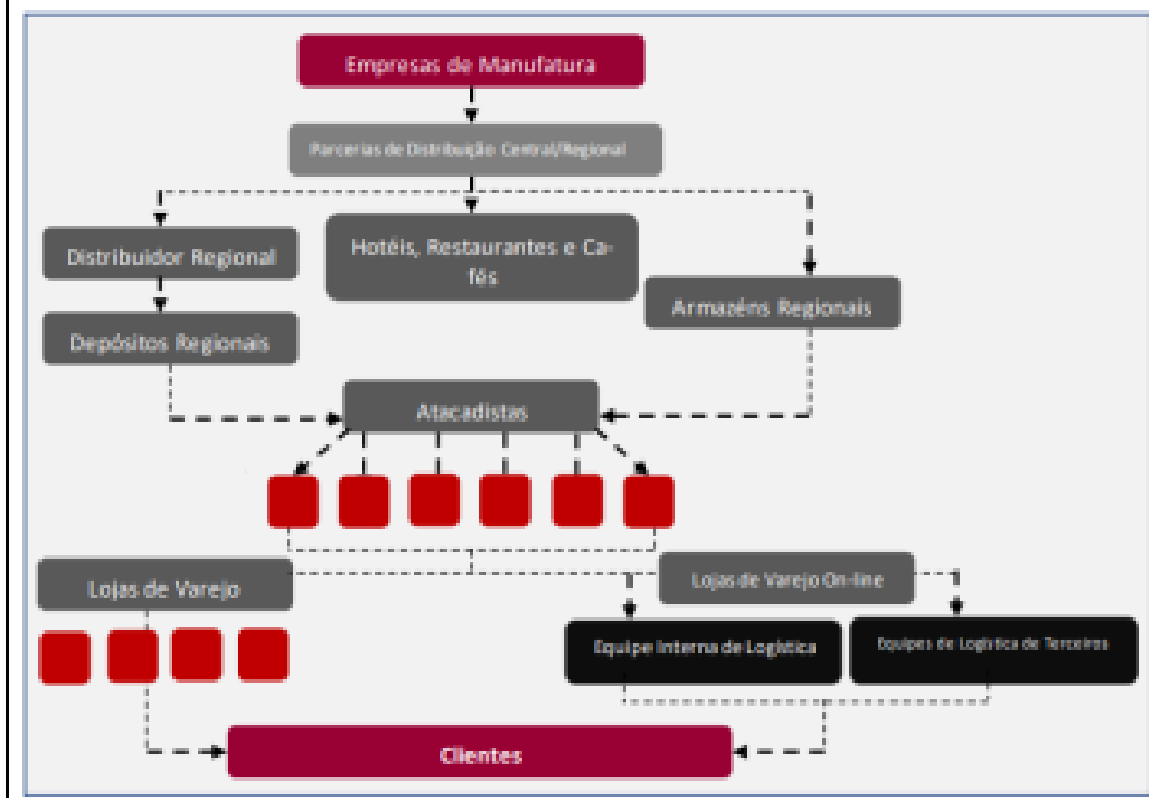 Empresas de Manufatura
Parcerias de Distribuição Central/Regional
Distribuidor Regional
Hotéis, Restaurantes e Ca-
fés
Armazéns Regionais
Depósitos Regionais
Atacadistas
Lojas de Varejo
Lojas de Varejo On-line
Equipe Interna de Logística
Equipes de Logística de Terceiros
Clientes